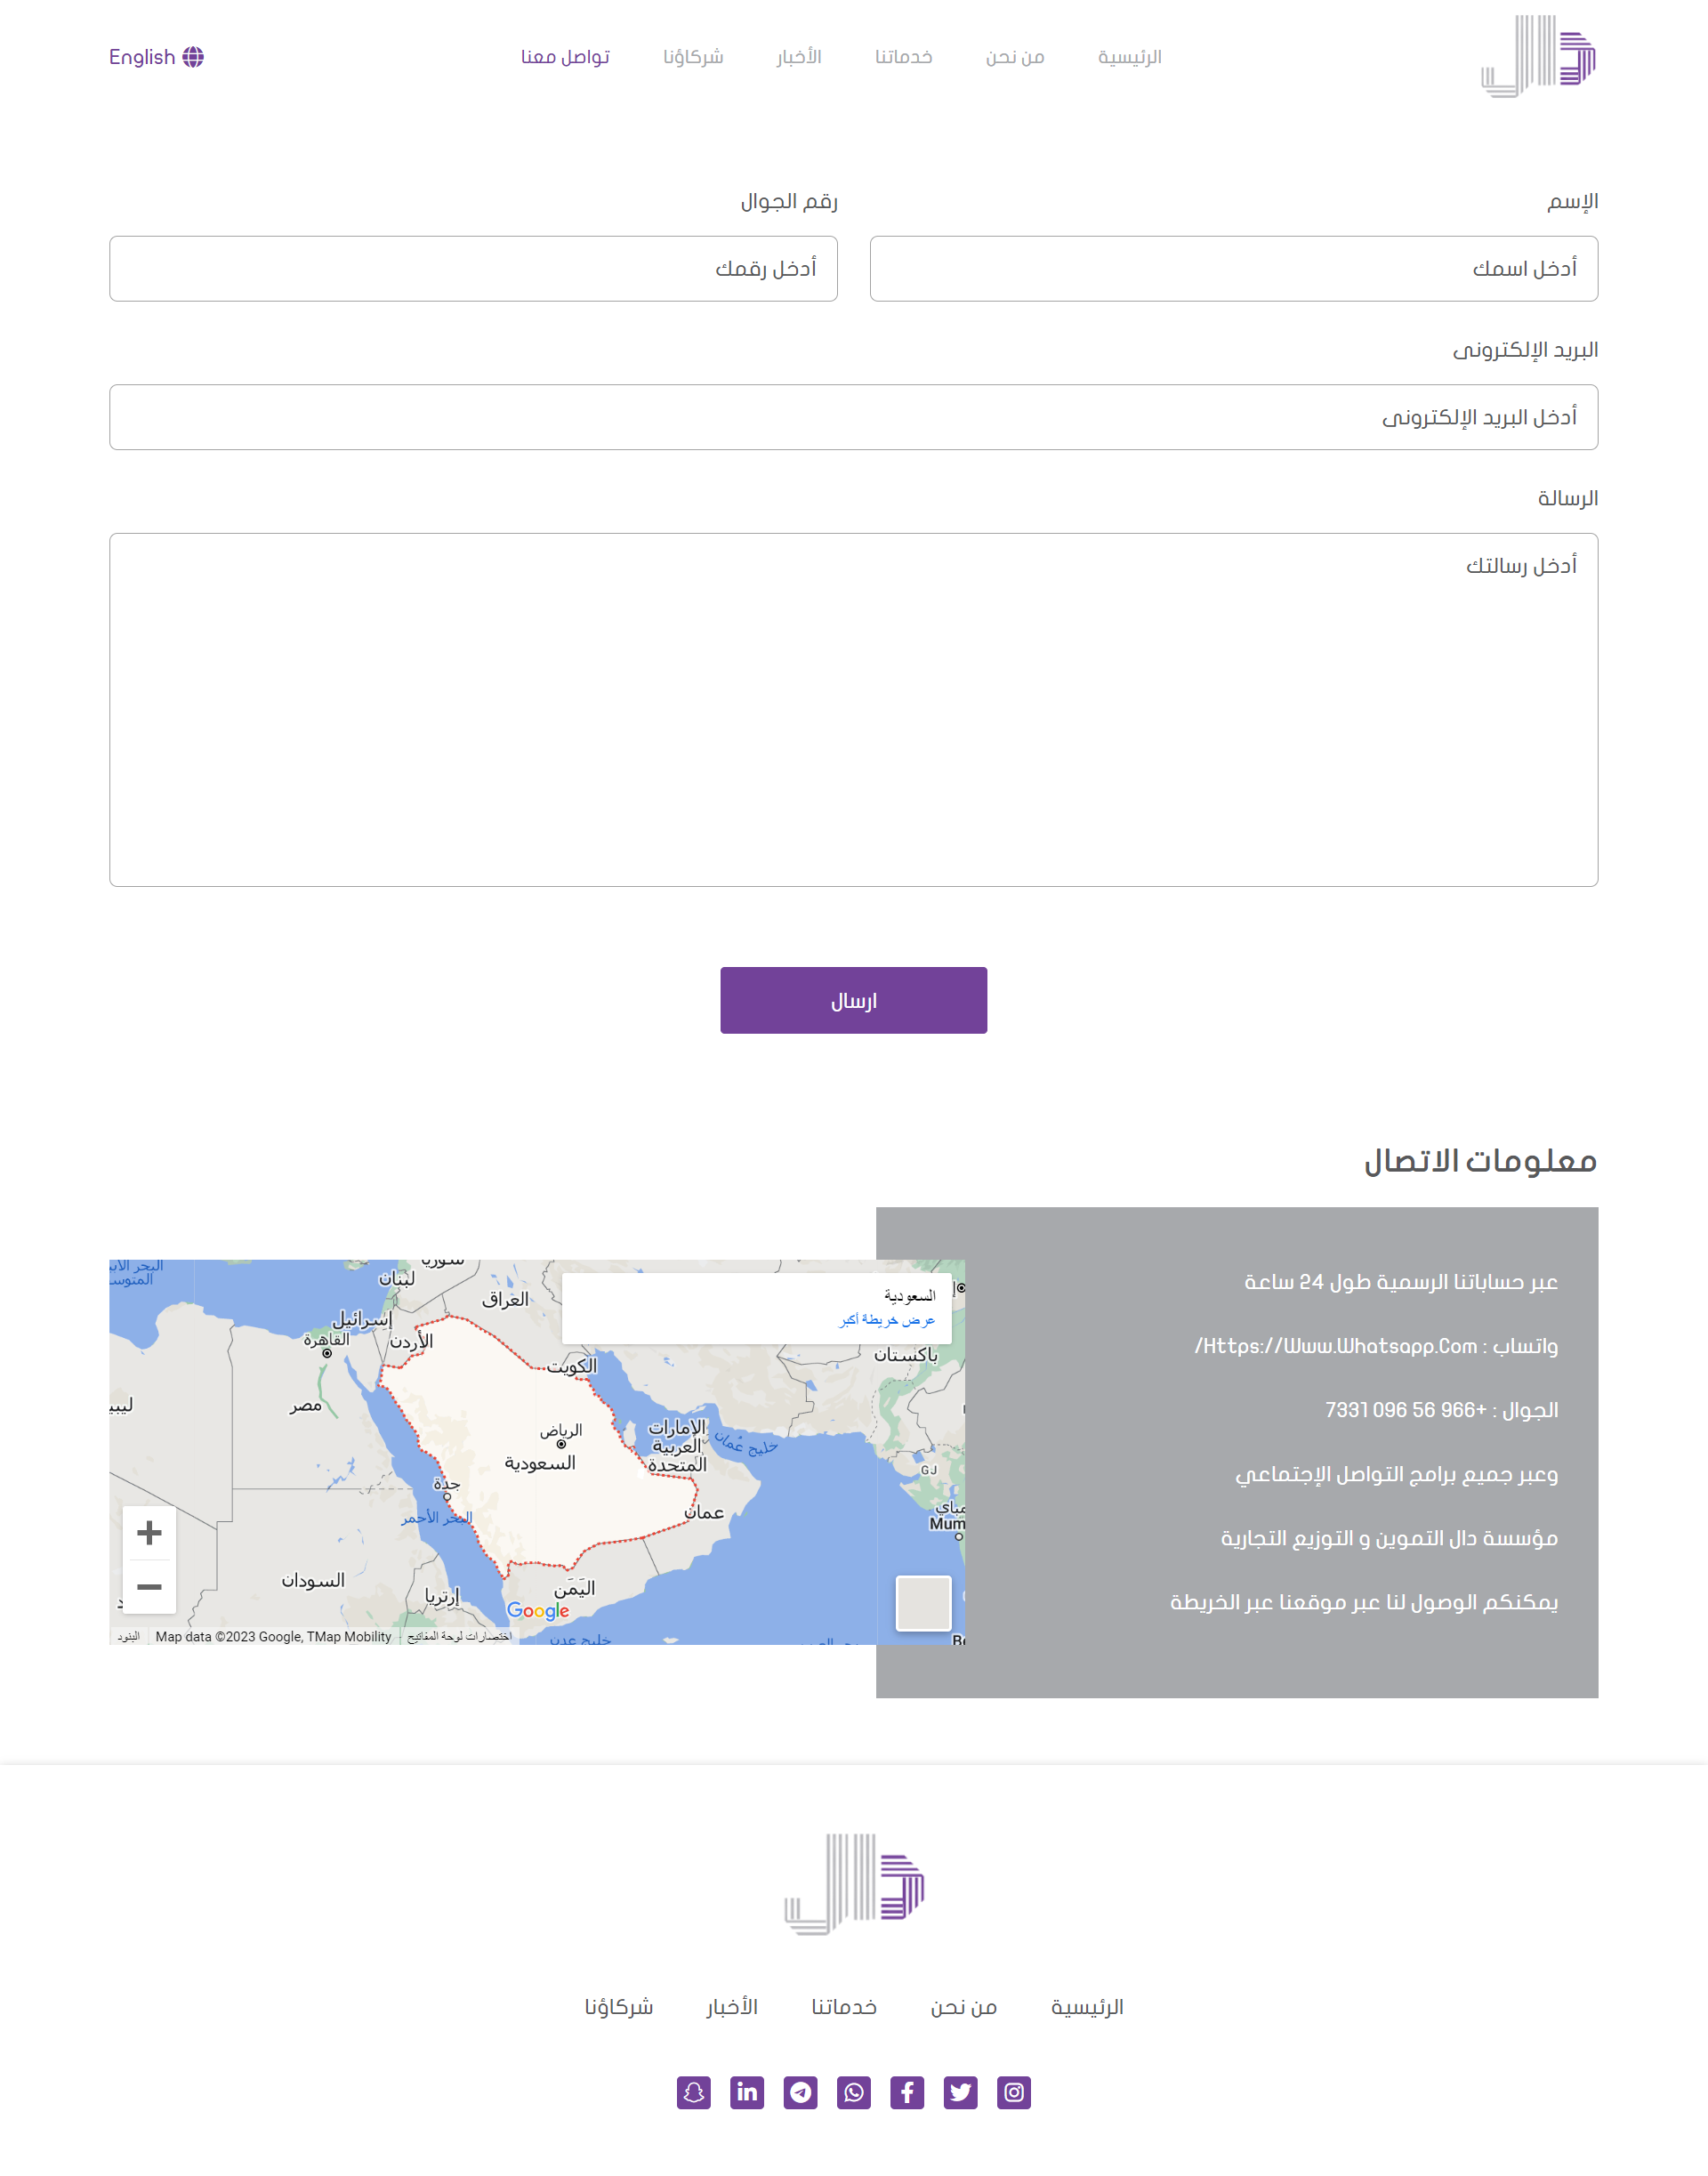 الرئيسية
من نحن
خدماتنا
الأخبار
شركاؤنا
تواصل معنا
English
الإسم
رقم الجوال
أدخل اسمك
أدخل رقمك
البريد الإلكترونى
أدخل البريد الإلكترونى
الرسالة
أدخل رسالتك
ارسال
معلومات الاتصال
عبر حساباتنا الرسمية طول 24 ساعة
واتساب : Https://Www.Whatsapp.Com/
الجوال : +966 56 096 7331
وعبر جميع برامج التواصل الإجتماعي
مؤسسة دال التموين و التوزيع التجارية
يمكنكم الوصول لنا عبر موقعنا عبر الخريطة
السعودية
عرض خريطة أكبر
سوريا
لبنان
العراق
إسرائيل
القاهرة
الأردن
الكويت
باكستان
مصر
الرياض
السعودية
الإمارات
العربية
المتحدة
خليج عُمان
GJ
جدة
البحر الأحمر
عمان
Mum
السودان
إرتريا
اليَمَن
Google
خليج عدن
اختصارات لوحة المفاتيح
Map data ©2023 Google, TMap Mobility
البنود
دال
الرئيسية
من نحن
خدماتنا
الأخبار
شركاؤنا